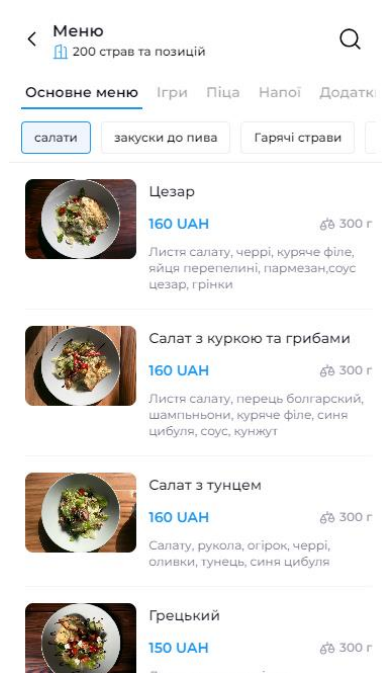 Меню
200 страв та позицій
Основне меню Ігри Піца Напої Додатк
салати закуски до пива Гарячі страви
Цезар
160 UAH 300 г
Листя салату, черрі, куряче філе,
яйця перепелині, пармезан,соус
цезар, грінки
Салат з куркою та грибами
160 UAH 300 г
Листя салату, перець болгарский,
шампьньони, куряче філе, синя
цибуля, соус, кунжут
Салат з тунцем
160 UAH 300 г
Салату, рукола, огірок, черрі,
оливки, тунець, синя цибуля
Грецький
150 UAH 300 г